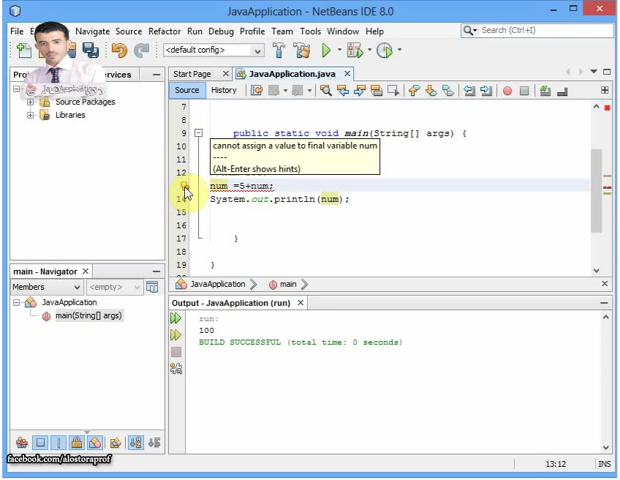 JavaApplication - NetBeans IDE 8.0
Navigate Source Refactor Run Debug Profile Team Tools Window Help
Search (Ctrl+I)
<default config>
Services
Start Page JavaApplication.java
Source History
Source Packages
Libraries
7
8
9 public static void main(String[] args) {
10 cannot assign a value to final variable num
11 ----
12 (Alt-Enter shows hints)
num =5+num;
14 System.out.println(num);
15
16
17 }
18
19 }
JavaApplication main
main - Navigator
Members <empty>
JavaApplication
main(String[] args)
Output - JavaApplication (run)
run:
100
BUILD SUCCESSFUL (total time: 0 seconds)
facebook.com/alostoraprof
13:12 INS